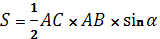 S = 1/2 AC × AB × sin α